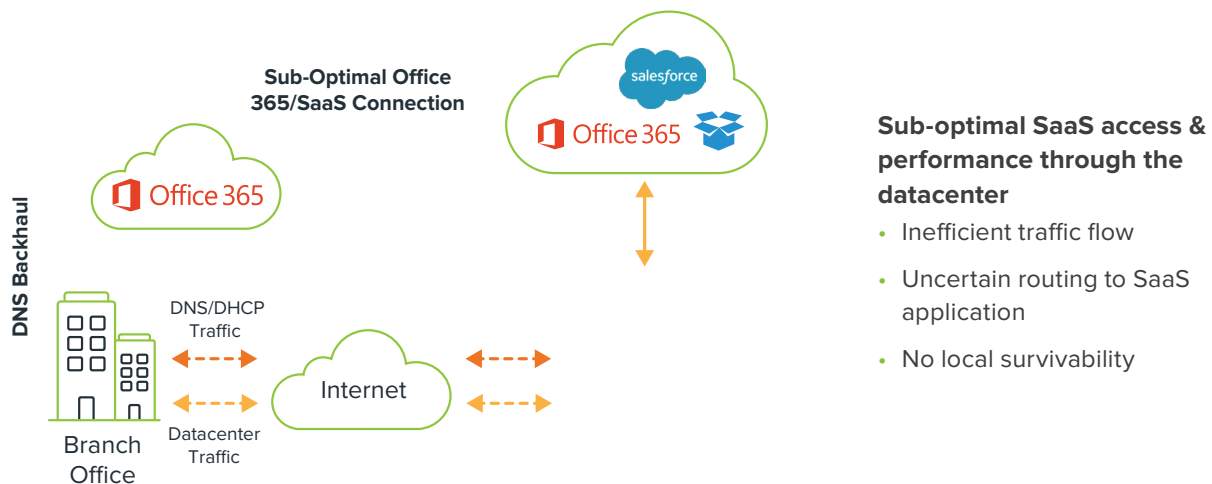 DNS Backhaul
Sub-Optimal Office
365/SaaS Connection
Office 365
salesforce
Office 365
DNS/DHCP
Traffic
Internet
Datacenter
Traffic
Branch
Office
Sub-optimal SaaS access &
performance through the
datacenter
• Inefficient traffic flow
• Uncertain routing to SaaS
application
• No local survivability